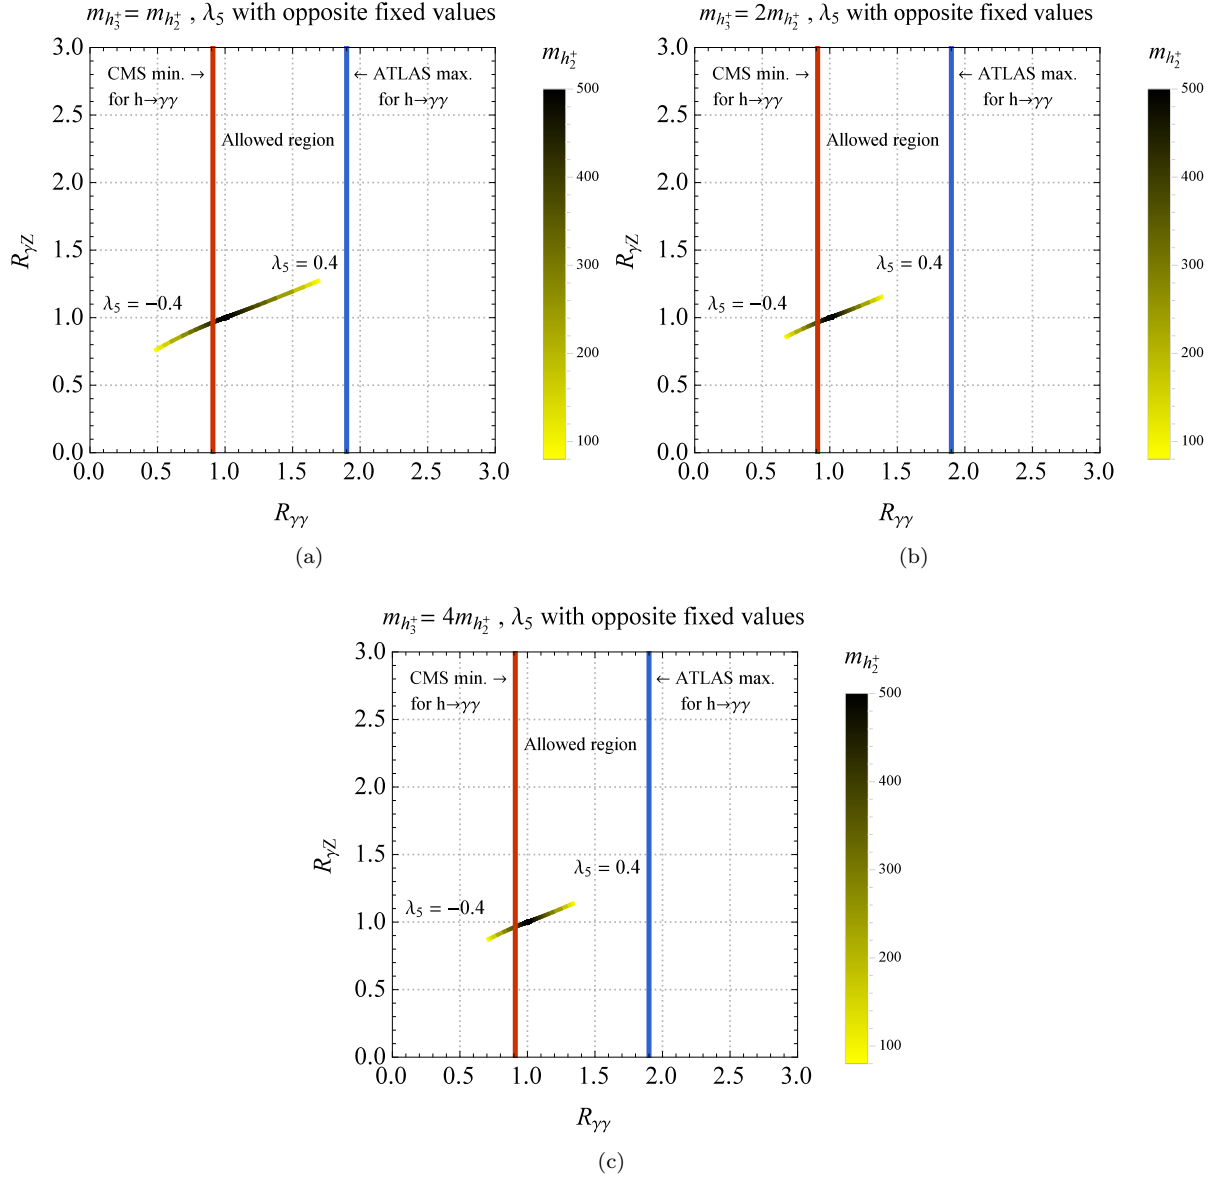 m_{h_3^+} = m_{h_2^+} , λ_5 with opposite fixed values
3.0
2.5
2.0
1.5
1.0
0.5
0.0
R_{γZ}
CMS min. →
for h→γγ
← ATLAS max.
for h→γγ
Allowed region
λ_5 = 0.4
λ_5 = −0.4
0.0 0.5 1.0 1.5 2.0 2.5 3.0
R_{γγ}
m_{h_2^+}
500
400
300
200
100
(a)
m_{h_3^+} = 2m_{h_2^+} , λ_5 with opposite fixed values
3.0
2.5
2.0
1.5
1.0
0.5
0.0
R_{γZ}
CMS min. →
for h→γγ
← ATLAS max.
for h→γγ
Allowed region
λ_5 = 0.4
λ_5 = −0.4
0.0 0.5 1.0 1.5 2.0 2.5 3.0
R_{γγ}
m_{h_2^+}
500
400
300
200
100
(b)
m_{h_3^+} = 4m_{h_2^+} , λ_5 with opposite fixed values
3.0
2.5
2.0
1.5
1.0
0.5
0.0
R_{γZ}
CMS min. →
for h→γγ
← ATLAS max.
for h→γγ
Allowed region
λ_5 = 0.4
λ_5 = −0.4
0.0 0.5 1.0 1.5 2.0 2.5 3.0
R_{γγ}
m_{h_2^+}
500
400
300
200
100
(c)